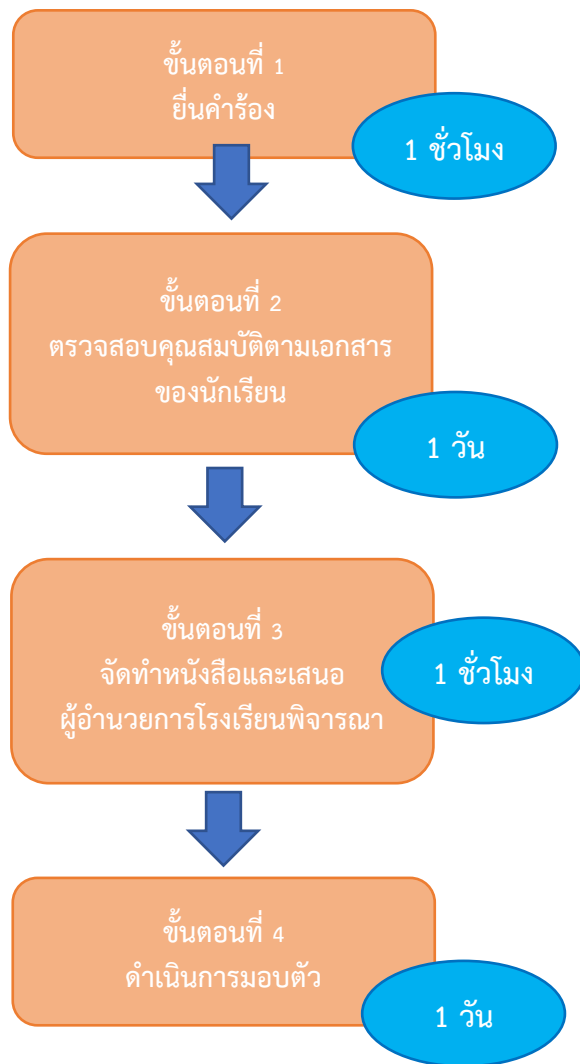 ขั้นตอนที่ 1
ยื่นคำร้อง
1 ชั่วโมง
ขั้นตอนที่ 2
ตรวจสอบคุณสมบัติตามเอกสาร
ของนักเรียน
1 วัน
ขั้นตอนที่ 3
จัดทำหนังสือและเสนอ
ผู้อำนวยการโรงเรียนพิจารณา
1 ชั่วโมง
ขั้นตอนที่ 4
ดำเนินการมอบตัว
1 วัน